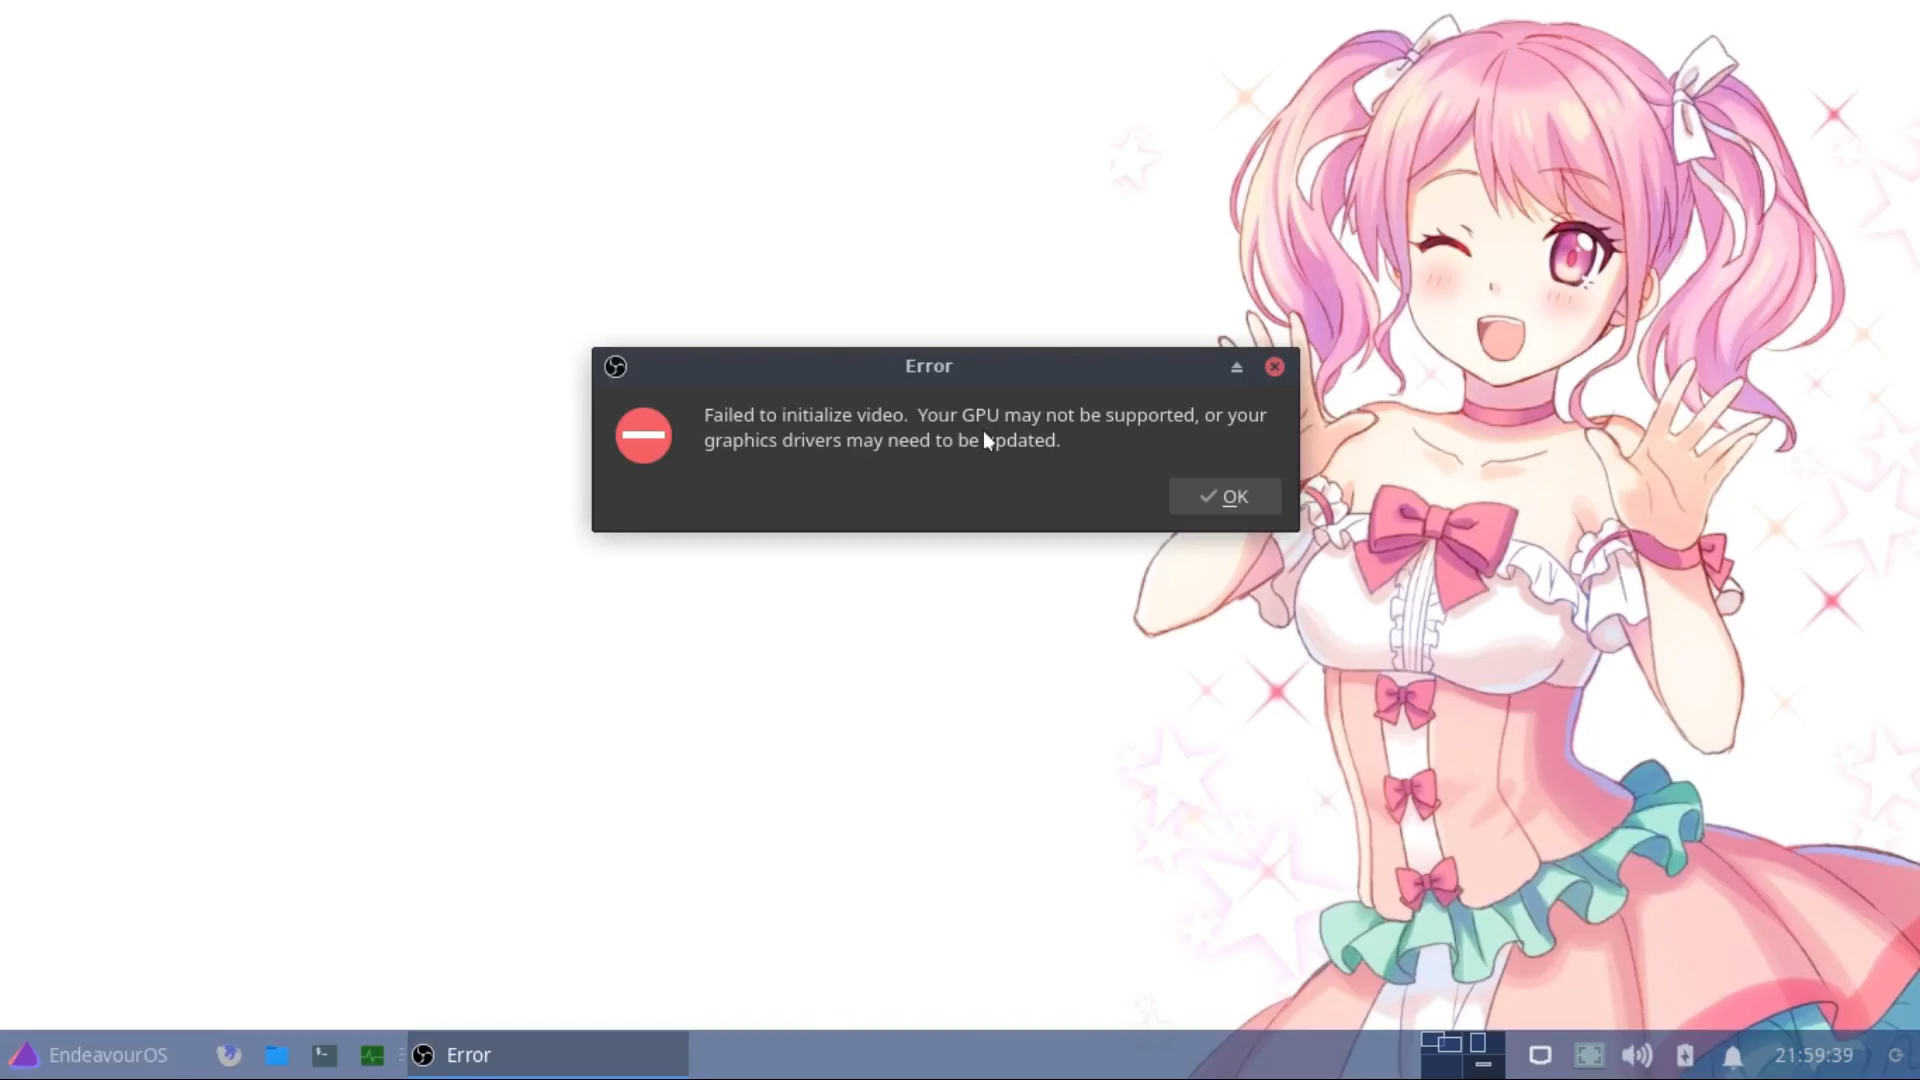 Error
Failed to initialize video.  Your GPU may not be supported, or your
graphics drivers may need to be updated.
OK
EndeavourOS
Error
21:59:39